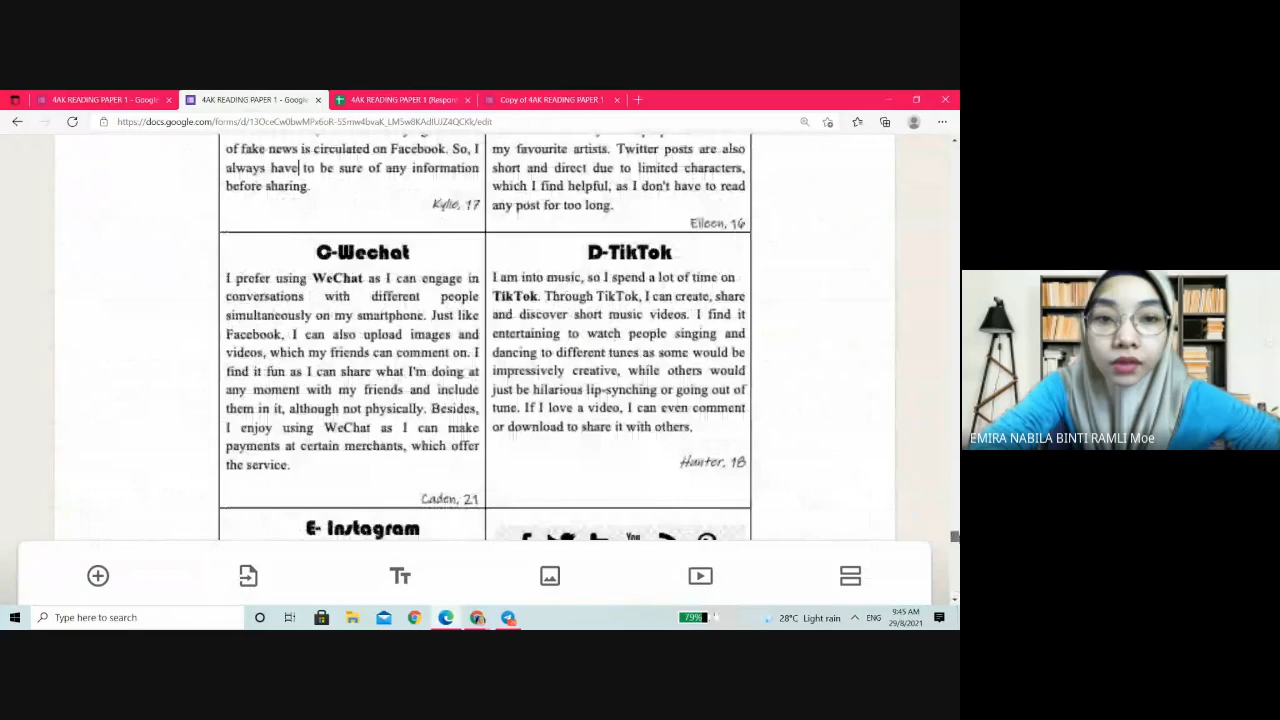 4AK READING PAPER 1 - Google
4AK READING PAPER 1 - Google
4AK READING PAPER 1 (Respon
Copy of 4AK READING PAPER 1
of fake news is circulated on Facebook. So, I
always have to be sure of any information
before sharing.
Kylie, 17
my favourite artists. Twitter posts are also
short and direct due to limited characters,
which I find helpful, as I don't have to read
any post for too long.
Eileen, 16
C-Wechat
I prefer using WeChat as I can engage in
conversations with different people
simultaneously on my smartphone. Just like
Facebook, I can also upload images and
videos, which my friends can comment on. I
find it fun as I can share what I'm doing at
any moment with my friends and include
them in it, although not physically. Besides,
I enjoy using WeChat as I can make
payments at certain merchants, which offer
the service.
Caden, 21
D-TikTok
I am into music, so I spend a lot of time on
TikTok. Through TikTok, I can create, share
and discover short music videos. I find it
entertaining to watch people singing and
dancing to different tunes as some would be
impressively creative, while others would
just be hilarious lip-synching or going out of
tune. If I love a video, I can even comment
or download to share it with others.
Hunter, 18
E- Instagram
You
Tт
Type here to search
79%
28°C Light rain
ENG
9:45 AM
29/8/2021
EMIRA NABILA BINTI RAMLI Moe